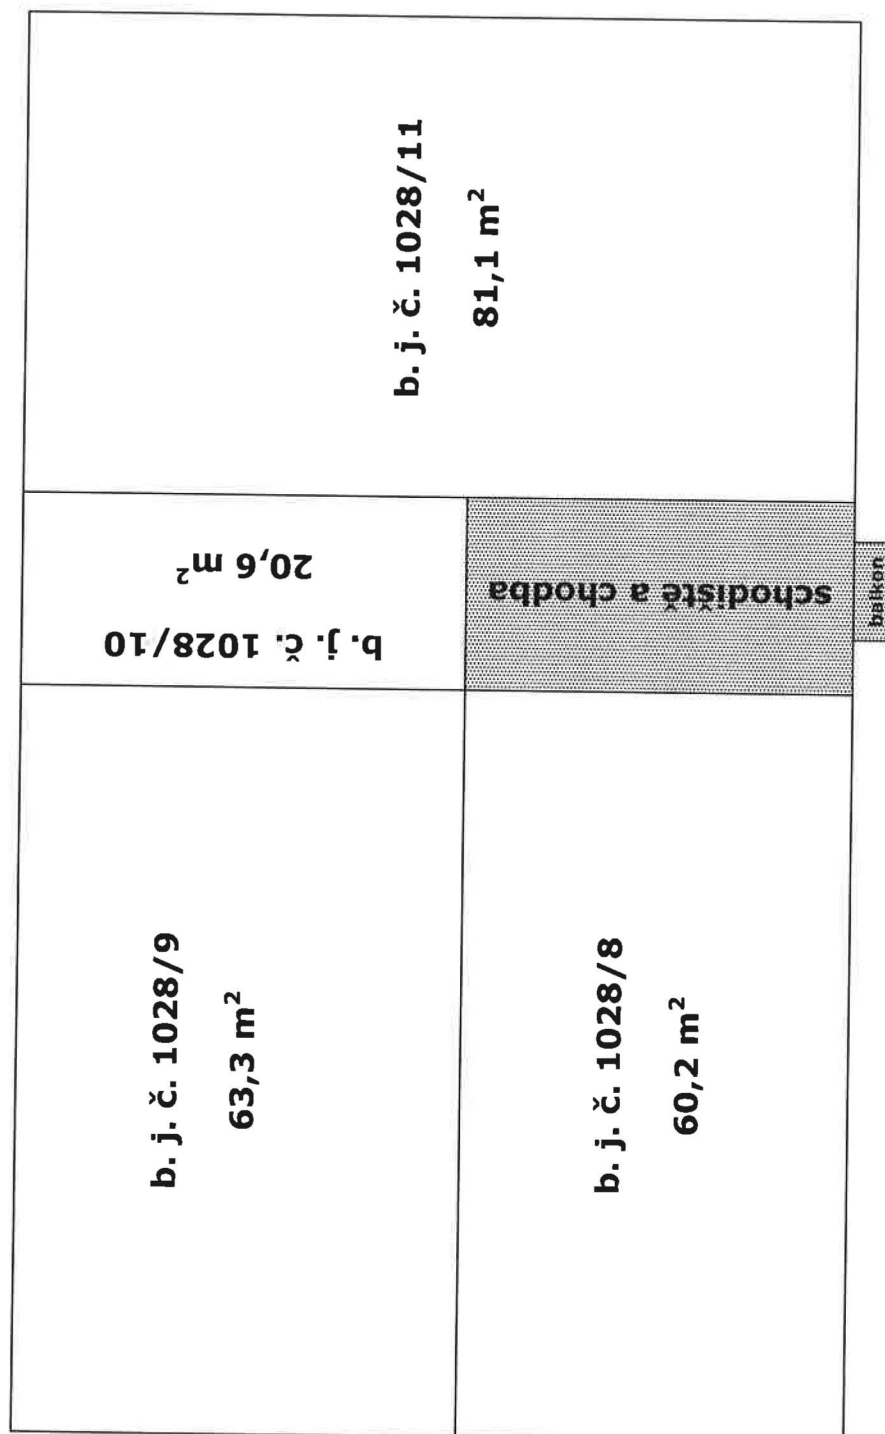 b. j. č. 1028/11
81,1 m²
b. j. č. 1028/10
20,6 m²
schodiště a chodba
balkon
b. j. č. 1028/9
63,3 m²
b. j. č. 1028/8
60,2 m²